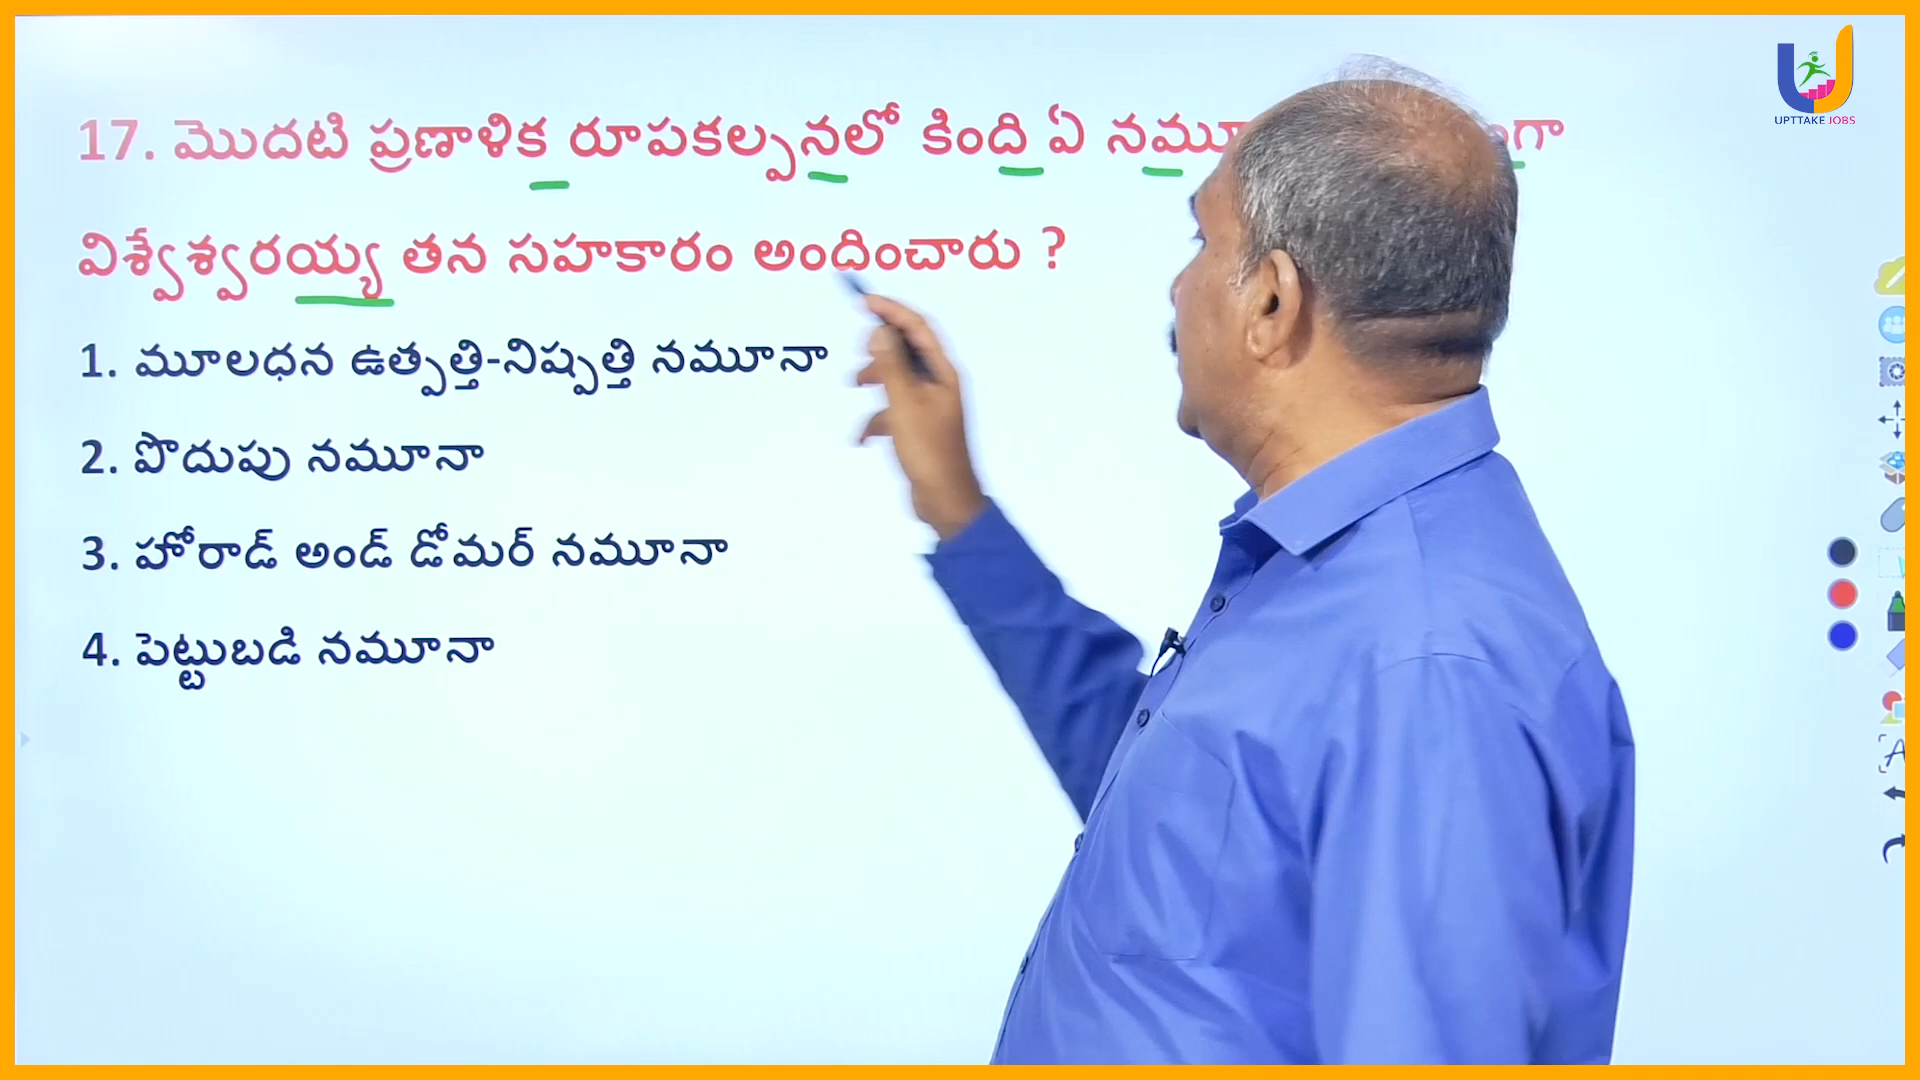 UPTTAKE JOBS
17. మొదటి ప్రణాళిక రూపకల్పనలో కింది ఏ
విశ్వేశ్వరయ్య తన సహకారం అందించారు ?
1. మూలధన ఉత్పత్తి-నిష్పత్తి నమూనా
2. పొదుపు నమూనా
3. హోరాడ్ అండ్ డోమర్ నమూనా
4. పెట్టుబడి నమూనా